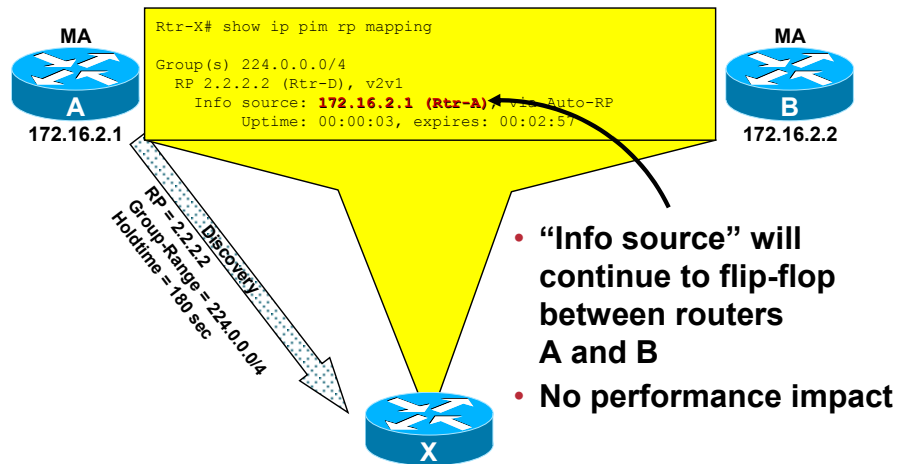 Rtr-X# show ip pim rp mapping
Group(s) 224.0.0.0/4
RP 2.2.2.2 (Rtr-D), v2v1
Info source: 172.16.2.1 (Rtr-A), via Auto-RP
Uptime: 00:00:03, expires: 00:02:57
MA
A
172.16.2.1
MA
B
172.16.2.2
Discovery
RP = 2.2.2.2
Group-Range = 224.0.0.0/4
Holdtime = 180 sec
• “Info source” will
continue to flip-flop
between routers
A and B
• No performance impact
X